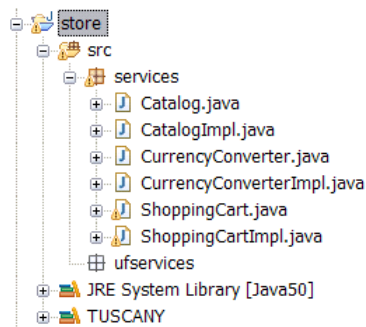 store
src
services
Catalog.java
CatalogImpl.java
CurrencyConverter.java
CurrencyConverterImpl.java
ShoppingCart.java
ShoppingCartImpl.java
ufservices
JRE System Library [Java50]
TUSCANY